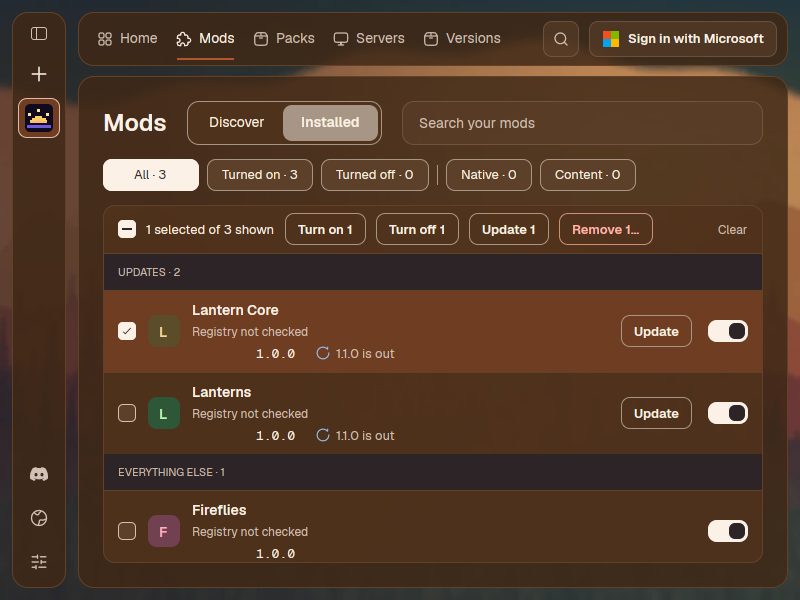 Home
Mods
Packs
Servers
Versions
Sign in with Microsoft
Mods
Discover
Installed
Search your mods
All · 3
Turned on · 3
Turned off · 0
Native · 0
Content · 0
1 selected of 3 shown
Turn on 1
Turn off 1
Update 1
Remove 1...
Clear
UPDATES · 2
L
Lantern Core
Registry not checked
1.0.0
1.1.0 is out
Update
L
Lanterns
Registry not checked
1.0.0
1.1.0 is out
Update
EVERYTHING ELSE · 1
F
Fireflies
Registry not checked
1.0.0